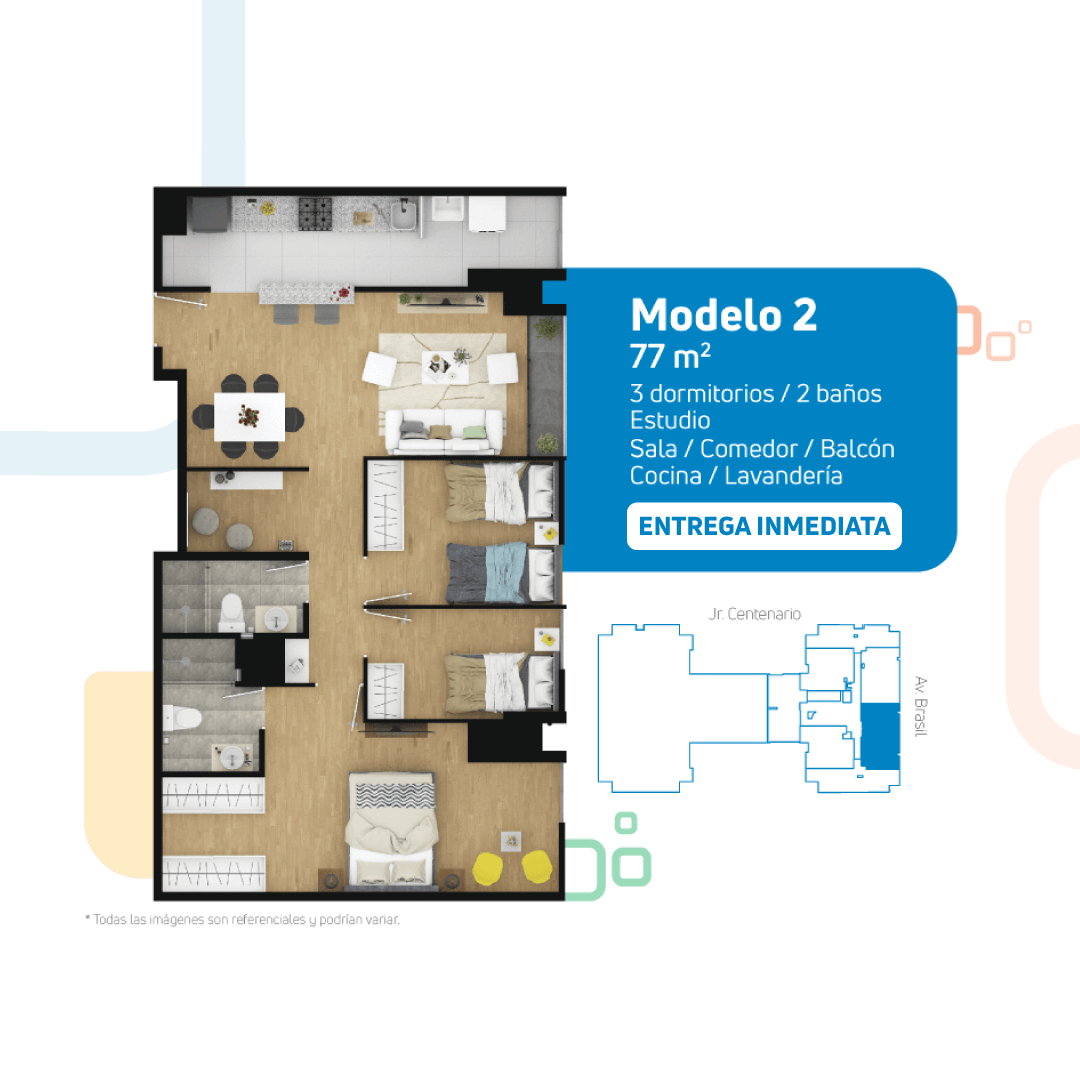 Modelo 2
77 m²
3 dormitorios / 2 baños
Estudio
Sala / Comedor / Balcón
Cocina / Lavandería
ENTREGA INMEDIATA
Jr. Centenario
Av. Brasil
* Todas las imágenes son referenciales y podrían variar.